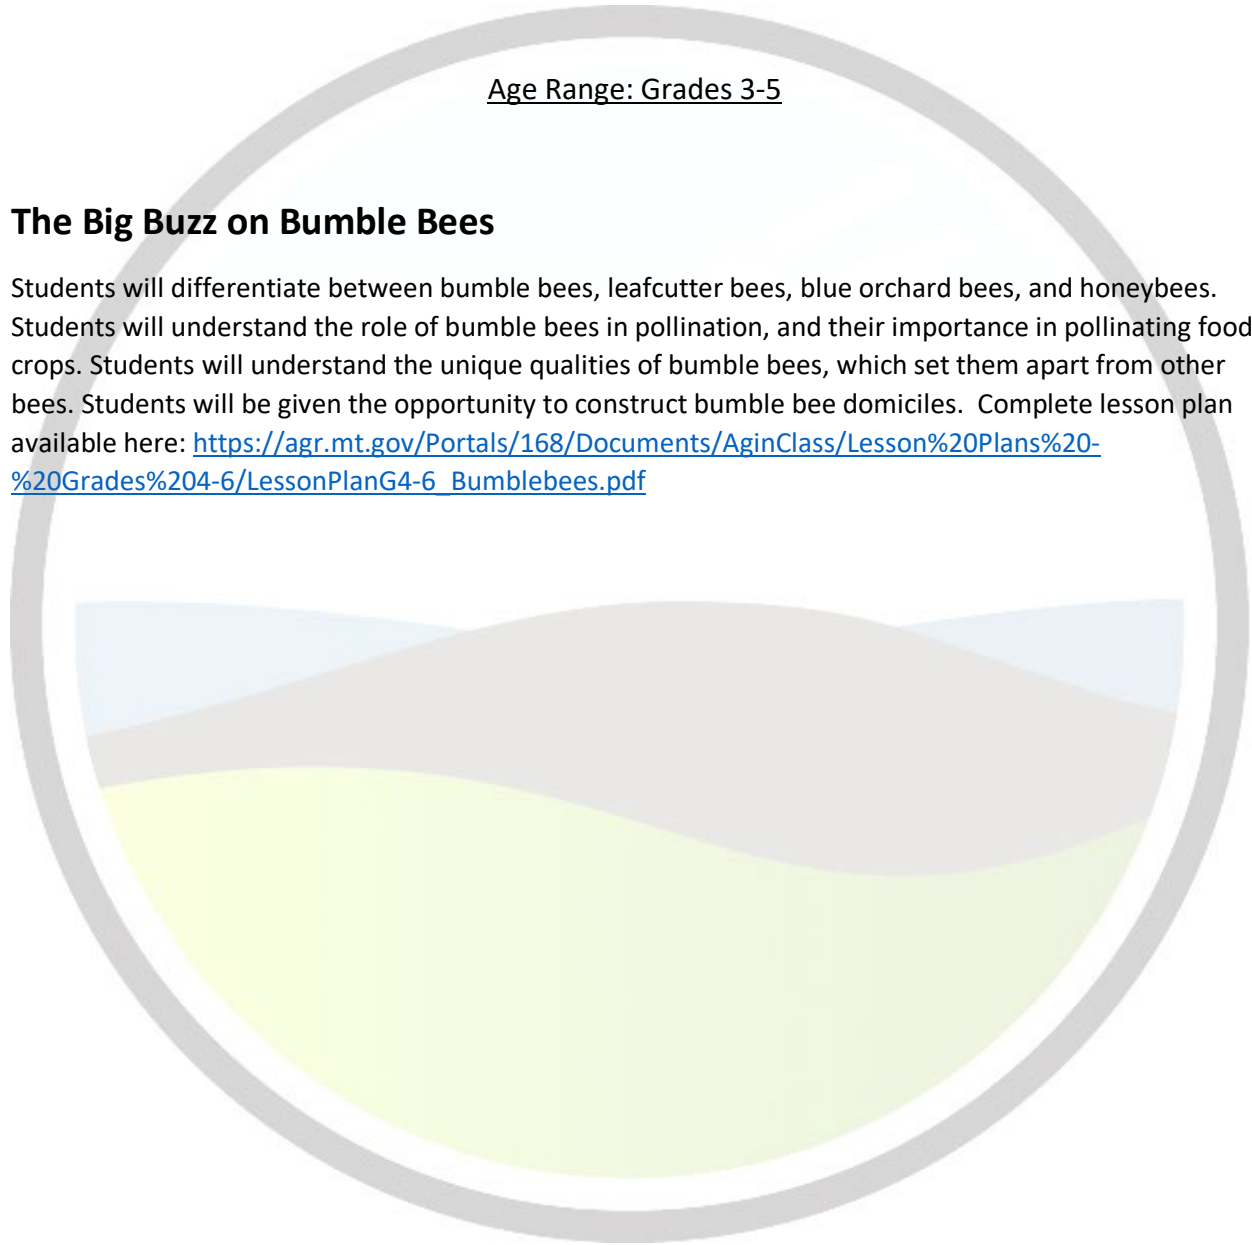 Age Range: Grades 3-5
The Big Buzz on Bumble Bees
Students will differentiate between bumble bees, leafcutter bees, blue orchard bees, and honeybees.
Students will understand the role of bumble bees in pollination, and their importance in pollinating food
crops. Students will understand the unique qualities of bumble bees, which set them apart from other
bees. Students will be given the opportunity to construct bumble bee domiciles.  Complete lesson plan
available here: https://agr.mt.gov/Portals/168/Documents/AginClass/Lesson%20Plans%20-
%20Grades%204-6/LessonPlanG4-6_Bumblebees.pdf